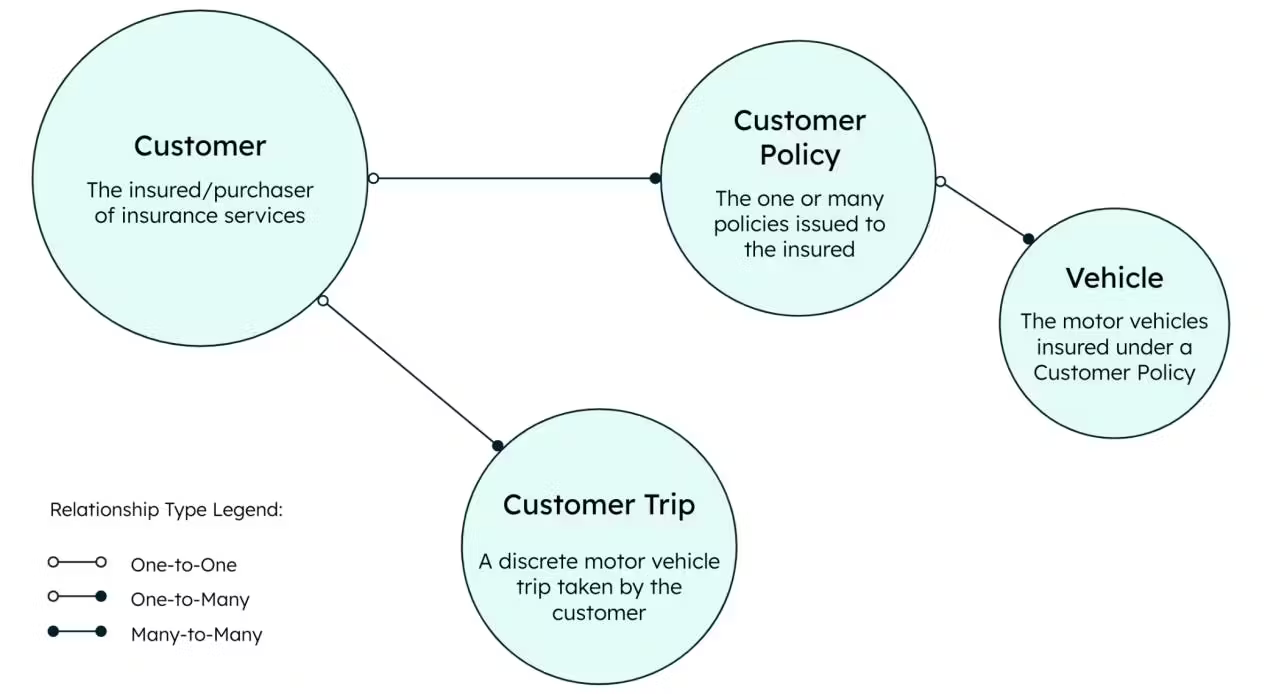 Customer
The insured/purchaser
of insurance services
Customer
Policy
The one or many
policies issued to
the insured
Vehicle
The motor vehicles
insured under a
Customer Policy
Customer Trip
A discrete motor vehicle
trip taken by the
customer
Relationship Type Legend:
One-to-One
One-to-Many
Many-to-Many